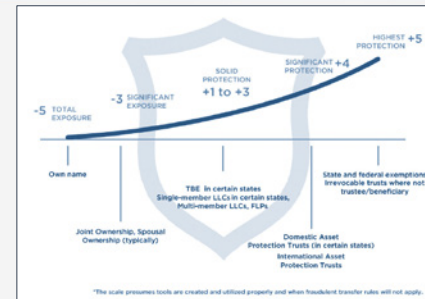 HIGHEST +5
PROTECTION
SIGNIFICANT +4
PROTECTION
SOLID
PROTECTION
+1 to +3
-3 SIGNIFICANT
EXPOSURE
-5 TOTAL
EXPOSURE
Own name
Joint Ownership, Spousal
Ownership (typically)
TBE in certain states
Single-member LLCs in certain states,
Multi-member LLCs, FLPs
Domestic Asset
Protection Trusts (in certain states)
International Asset
Protection Trusts
State and federal exemptions
Irrevocable trusts where not
trustee/beneficiary
*The scale presumes tools are created and utilized properly and when fraudulent transfer rules will not apply.